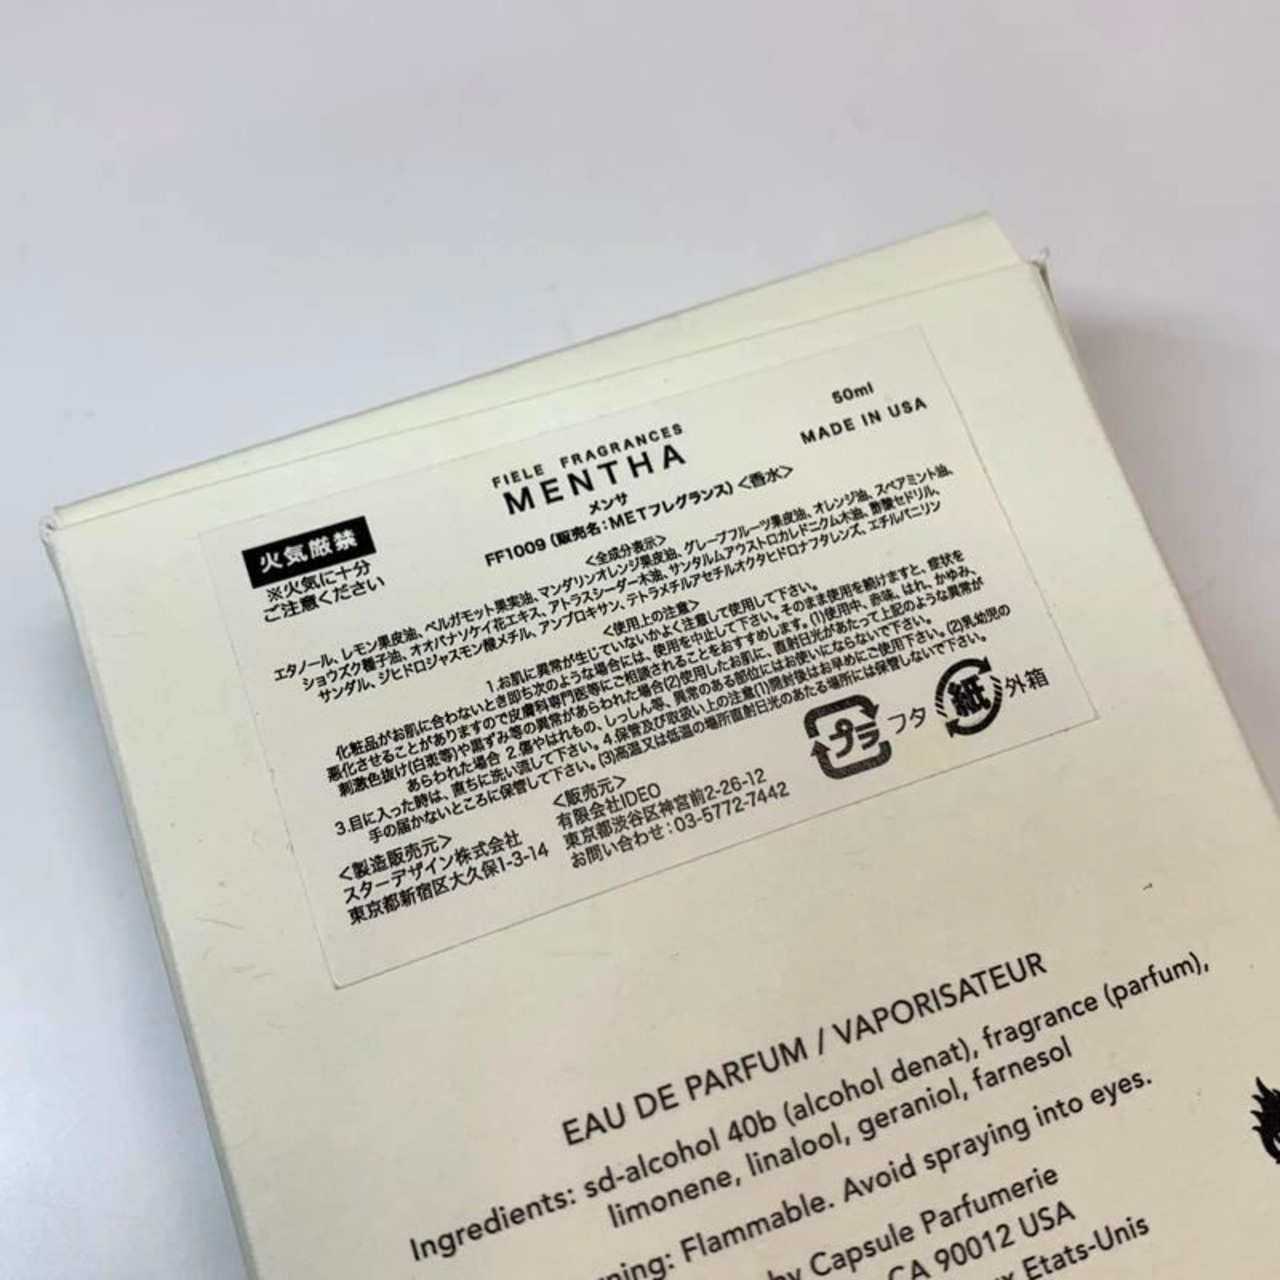 50ml
MADE IN USA
FIELE FRAGRANCES
MENTHA
メンサ
FF1009 (販売名：METフレグランス) <香水>
火気厳禁
※火気に十分
ご注意ください
<全成分表示>
エタノール、レモン果皮油、ベルガモット果実油、マンダリンオレンジ果皮油、グレープフルーツ果皮油、オレンジ油、スペアミント油、
ショウズク種子油、オオバナソケイ花エキス、アトラスシーダー木油、サンタルムアウストロカレドニクム木油、酢酸セドリル、
サンダル、ジヒドロジャスモン酸メチル、アンブロキサン、テトラメチルアセチルオクタヒドロナフタレンズ、エチルバニリン
<使用上の注意>
1.お肌に異常が生じていないかよく注意して使用して下さい。
化粧品がお肌に合わないとき即ち次のような場合には、使用を中止して下さい。そのまま使用を続けますと、症状を
悪化させることがありますので皮膚科専門医等にご相談されることをおすすめします。(1)使用中、赤味、はれ、かゆみ、
刺激色抜け(白斑等)や黒ずみ等の異常があらわれた場合(2)使用したお肌に、直射日光があたって上記のような異常が
あらわれた場合 2.傷やはれもの、しっしん等、異常のある部位にはお使いにならないで下さい。
3.目に入った時は、直ちに洗い流して下さい。4.保管及び取扱い上の注意(1)開封後はお早めにご使用下さい。(2)乳幼児の
手の届かないところに保管して下さい。(3)高温又は低温の場所直射日光のあたる場所には保管しないで下さい。
プラ フタ 紙 外箱
<製造販売元>
スターデザイン株式会社
東京都新宿区大久保1-3-14
<販売元>
有限会社IDEO
東京都渋谷区神宮前2-26-12
お問い合わせ：03-5772-7442
EAU DE PARFUM / VAPORISATEUR
Ingredients: sd-alcohol 40b (alcohol denat), fragrance (parfum),
limonene, linalool, geraniol, farnesol
Flammable. Avoid spraying into eyes.
by Capsule Parfumerie
CA 90012 USA
Etats-Unis